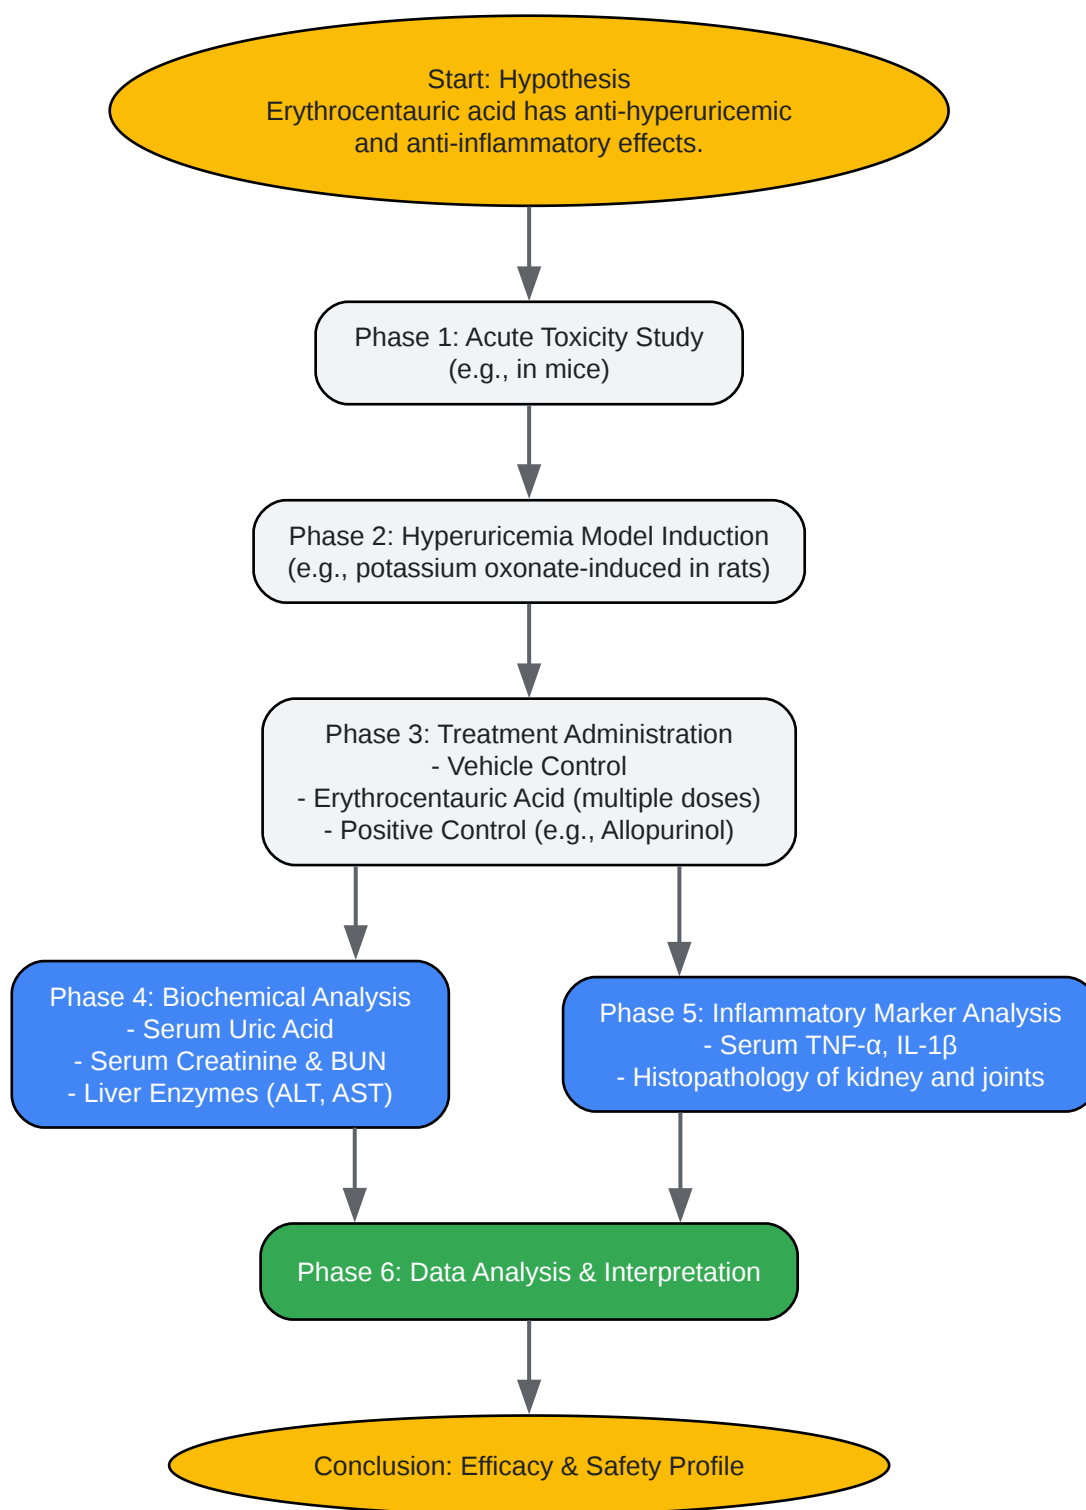 Start: Hypothesis
Erythrocentauric acid has anti-hyperuricemic
and anti-inflammatory effects.
Phase 1: Acute Toxicity Study
(e.g., in mice)
Phase 2: Hyperuricemia Model Induction
(e.g., potassium oxonate-induced in rats)
Phase 3: Treatment Administration
- Vehicle Control
- Erythrocentauric Acid (multiple doses)
- Positive Control (e.g., Allopurinol)
Phase 4: Biochemical Analysis
- Serum Uric Acid
- Serum Creatinine & BUN
- Liver Enzymes (ALT, AST)
Phase 5: Inflammatory Marker Analysis
- Serum TNF-α, IL-1β
- Histopathology of kidney and joints
Phase 6: Data Analysis & Interpretation
Conclusion: Efficacy & Safety Profile